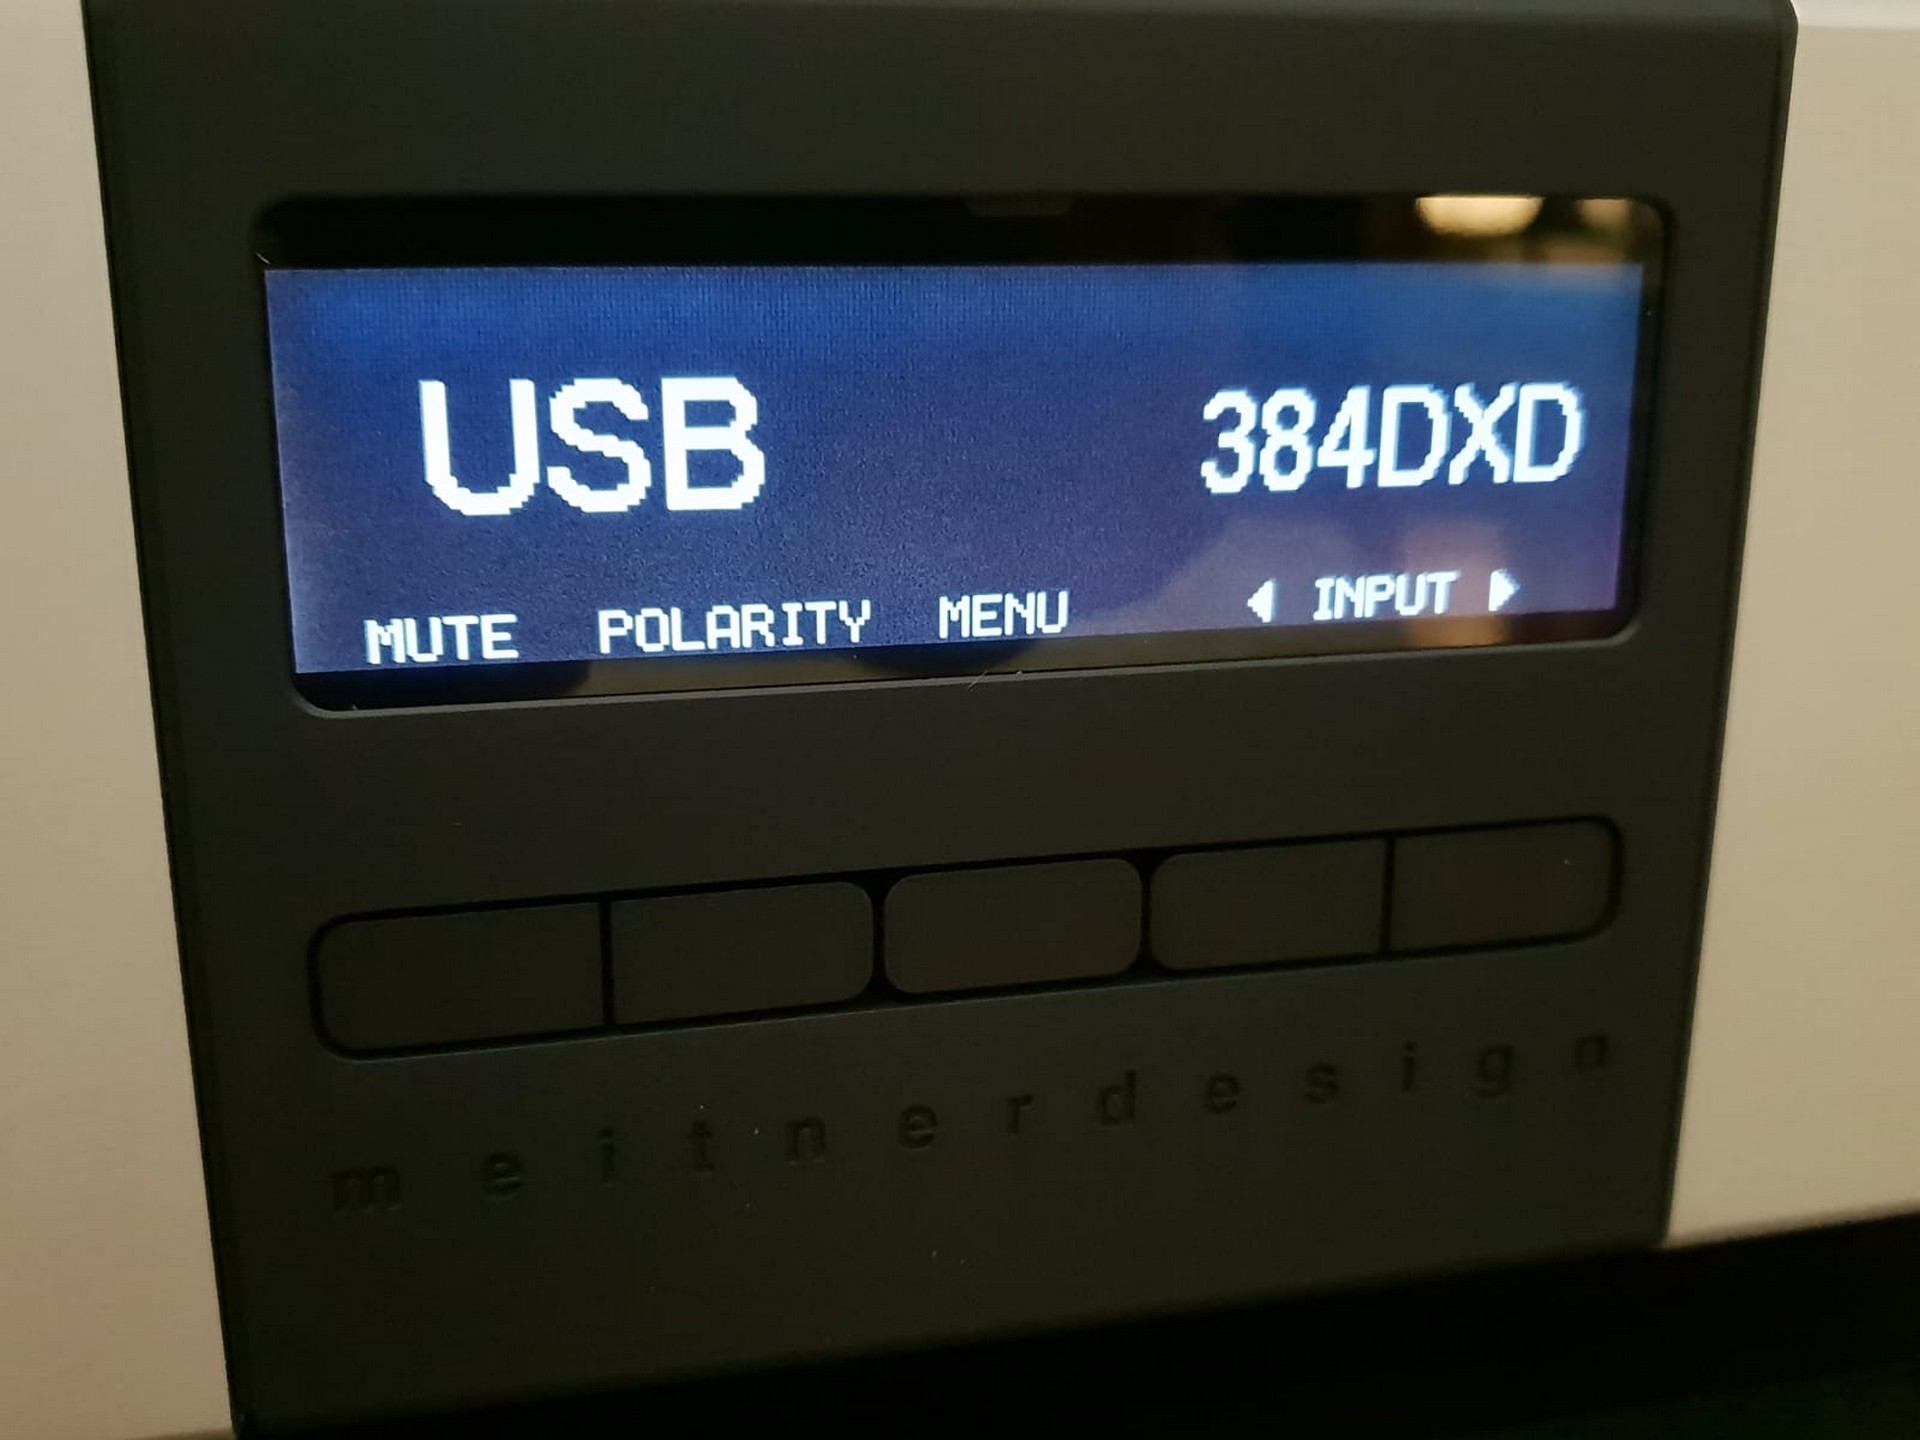 USB 384DXD
MUTE POLARITY MENU ◀ INPUT ▶
meitnerdesign